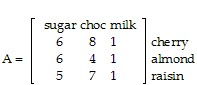 sugar choc milk
6 8 1 cherry
A = 6 4 1 almond
5 7 1 raisin